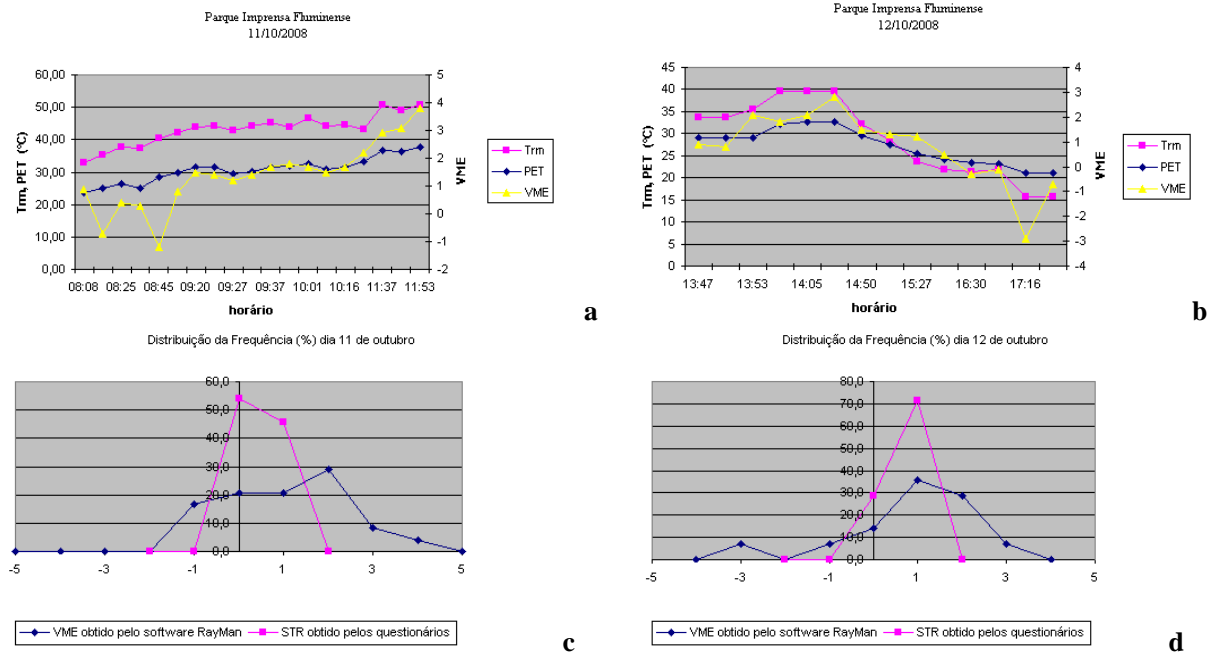 Parque Imprensa Fluminense
11/10/2008
60,00
50,00
40,00
30,00
20,00
10,00
0,00
Trm, PET (ºC)
5
4
3
2
1
0
-1
-2
VME
08:08 08:25 08:45 09:20 09:27 09:37 10:01 10:16 11:37 11:53
horário
Trm
PET
VME
a
Parque Imprensa Fluminense
12/10/2008
45
40
35
30
25
20
15
10
5
0
Trm, PET (ºC)
4
3
2
1
0
-1
-2
-3
-4
VME
13:47 13:53 14:05 14:50 15:27 16:30 17:16
horário
Trm
PET
VME
b
Distribuição da Frequência (%) dia 11 de outubro
60,0
50,0
40,0
30,0
20,0
10,0
0,0
-5 -3 -1 1 3 5
VME obtido pelo software RayMan STR obtido pelos questionários
c
Distribuição da Frequência (%) dia 12 de outubro
80,0
70,0
60,0
50,0
40,0
30,0
20,0
10,0
0,0
-5 -3 -1 1 3 5
VME obtido pelo software RayMan STR obtido pelos questionários
d